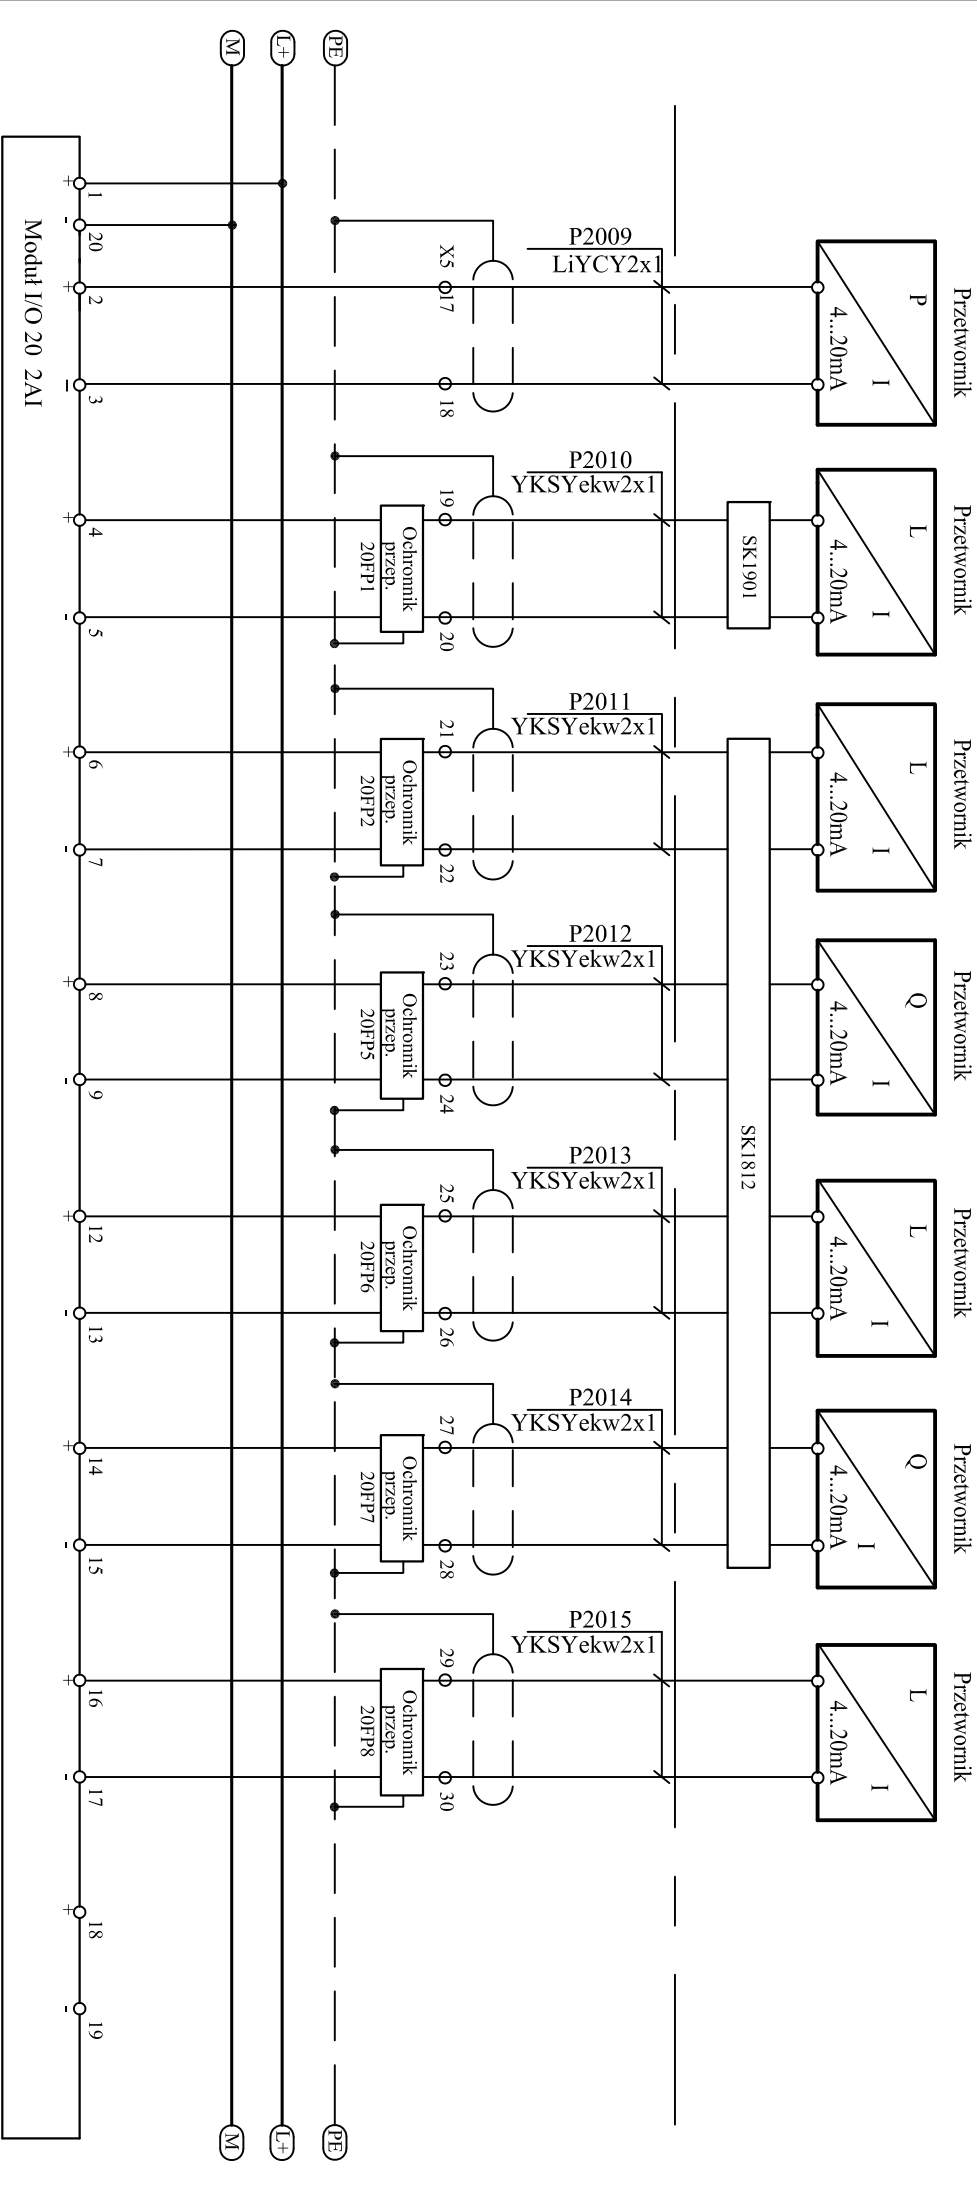 M
L+
PE
Moduł I/O 20 2AI
+
1
-
20
+
2
-
3
+
4
-
5
+
6
-
7
+
8
-
9
+
12
-
13
+
14
-
15
+
16
-
17
+
18
-
19
X5
17
18
P2009
LiYCY2x1
P
I
4...20mA
Przetwornik
19
20
Ochronnik
przep.
20FP1
P2010
YKSYekw2x1
SK1901
L
I
4...20mA
Przetwornik
21
22
Ochronnik
przep.
20FP2
P2011
YKSYekw2x1
L
I
4...20mA
Przetwornik
23
24
Ochronnik
przep.
20FP5
P2012
YKSYekw2x1
SK1812
Q
I
4...20mA
Przetwornik
25
26
Ochronnik
przep.
20FP6
P2013
YKSYekw2x1
L
I
4...20mA
Przetwornik
27
28
Ochronnik
przep.
20FP7
P2014
YKSYekw2x1
Q
I
4...20mA
Przetwornik
29
30
Ochronnik
przep.
20FP8
P2015
YKSYekw2x1
L
I
4...20mA
Przetwornik
M
L+
PE